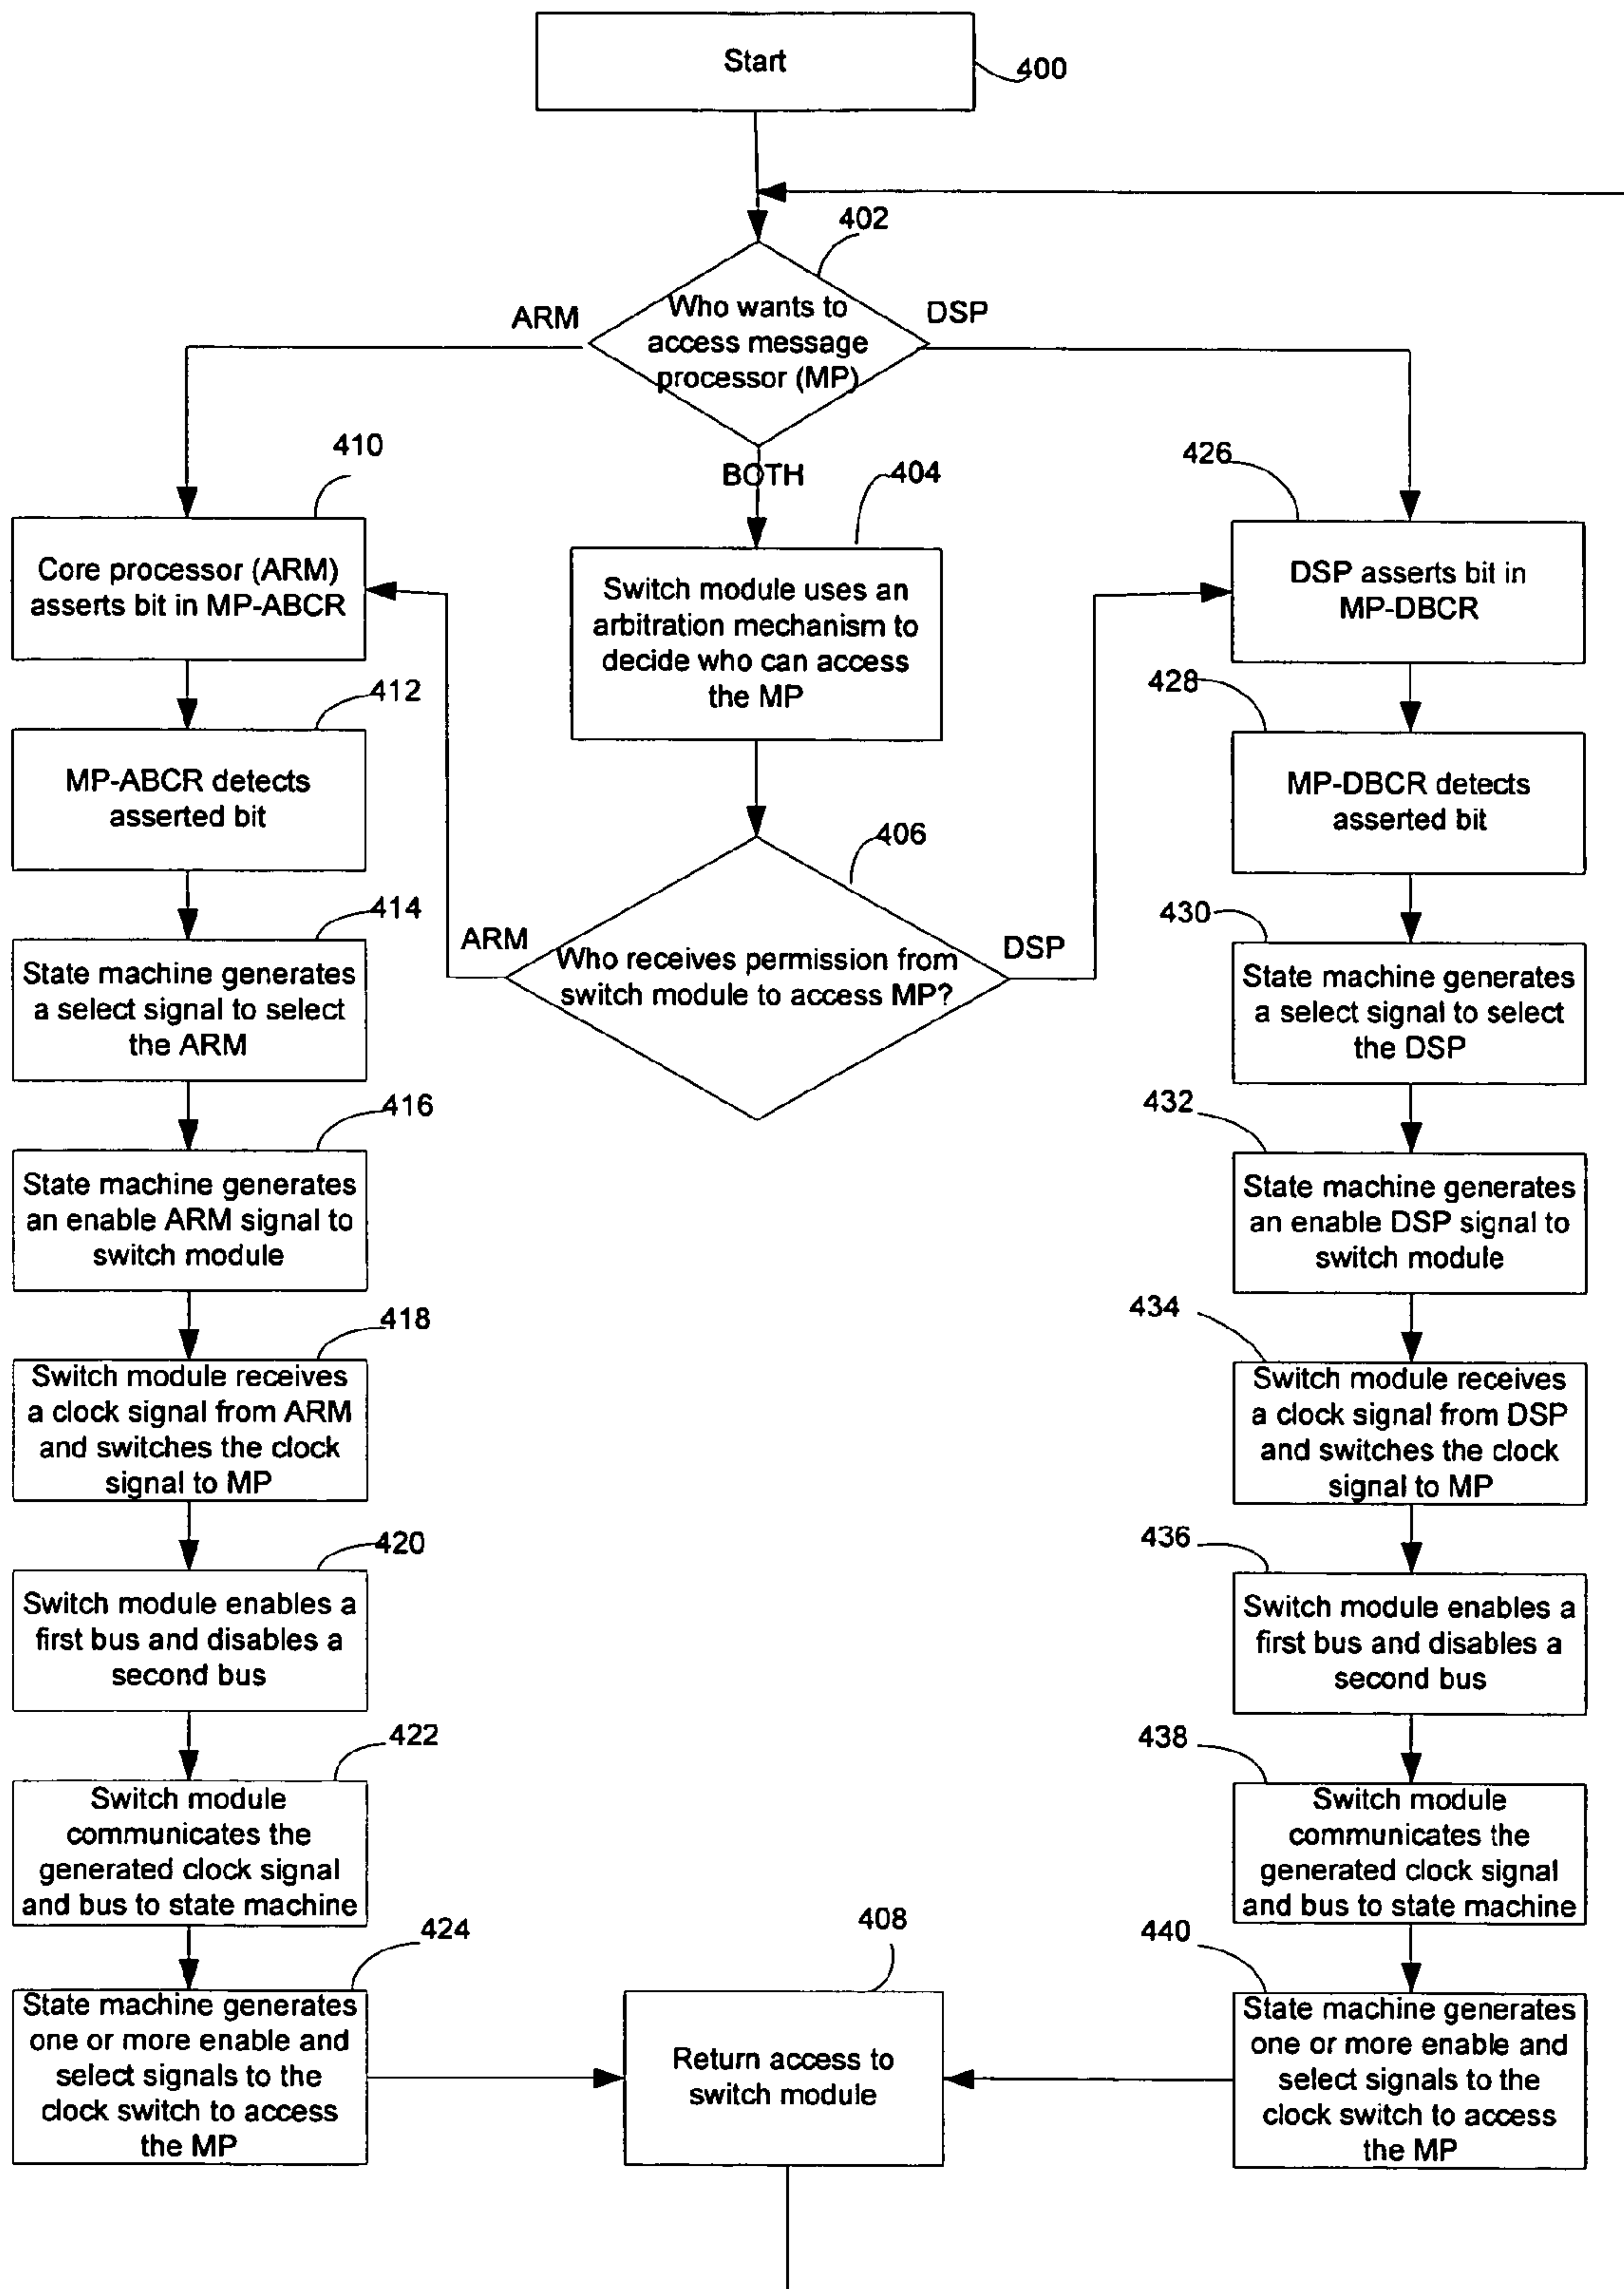 Start
400
402
Who wants to
access message
processor (MP)
ARM
DSP
BOTH
410
Core processor (ARM)
asserts bit in MP-ABCR
404
Switch module uses an
arbitration mechanism to
decide who can access
the MP
426
DSP asserts bit in
MP-DBCR
412
MP-ABCR detects
asserted bit
428
MP-DBCR detects
asserted bit
406
Who receives permission from
switch module to access MP?
ARM
DSP
414
State machine generates
a select signal to select
the ARM
430
State machine generates
a select signal to select
the DSP
416
State machine generates
an enable ARM signal to
switch module
432
State machine generates
an enable DSP signal to
switch module
418
Switch module receives
a clock signal from ARM
and switches the clock
signal to MP
434
Switch module receives
a clock signal from DSP
and switches the clock
signal to MP
420
Switch module enables a
first bus and disables a
second bus
436
Switch module enables a
first bus and disables a
second bus
422
Switch module
communicates the
generated clock signal
and bus to state machine
438
Switch module
communicates the
generated clock signal
and bus to state machine
424
State machine generates
one or more enable and
select signals to the
clock switch to access
the MP
408
Return access to
switch module
440
State machine generates
one or more enable and
select signals to the
clock switch to access
the MP